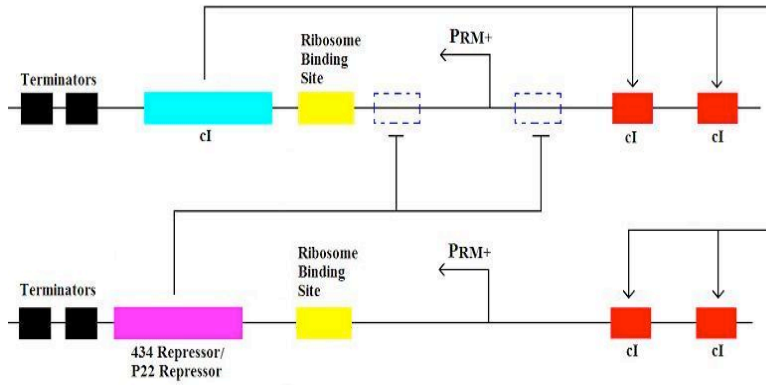 Ribosome
Binding
Site
PRM+
Terminators
cI
cI
cI
Ribosome
Binding
Site
PRM+
Terminators
434 Repressor/
P22 Repressor
cI
cI